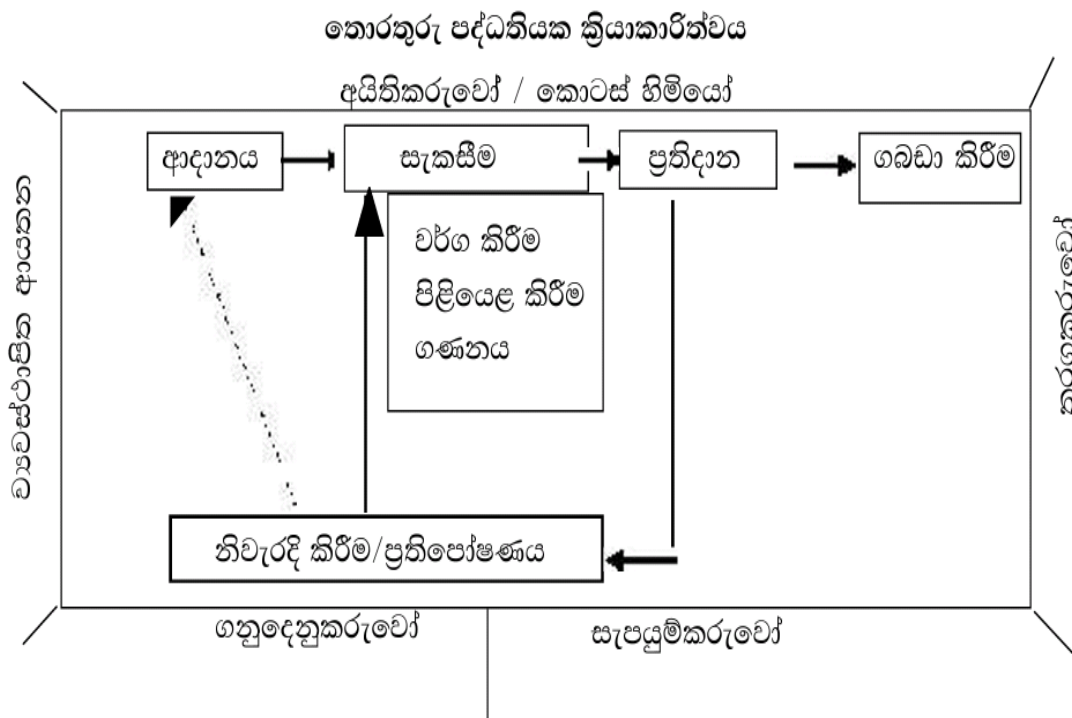 තොරතුරු පද්ධතියක ක්‍රියාකාරිත්වය
අයිතිකරුවෝ / කොටස් හිමියෝ
ආදානය
සැකසීම
ප්‍රතිදාන
ගබඩා කිරීම
වර්ග කිරීම
පිළියෙළ කිරීම
ගණනය
ව්‍යවස්ථාපිත ආයතන
තරගකරුවෝ
නිවැරදි කිරීම/ප්‍රතිපෝෂණය
ගනුදෙනුකරුවෝ
සැපයුම්කරුවෝ